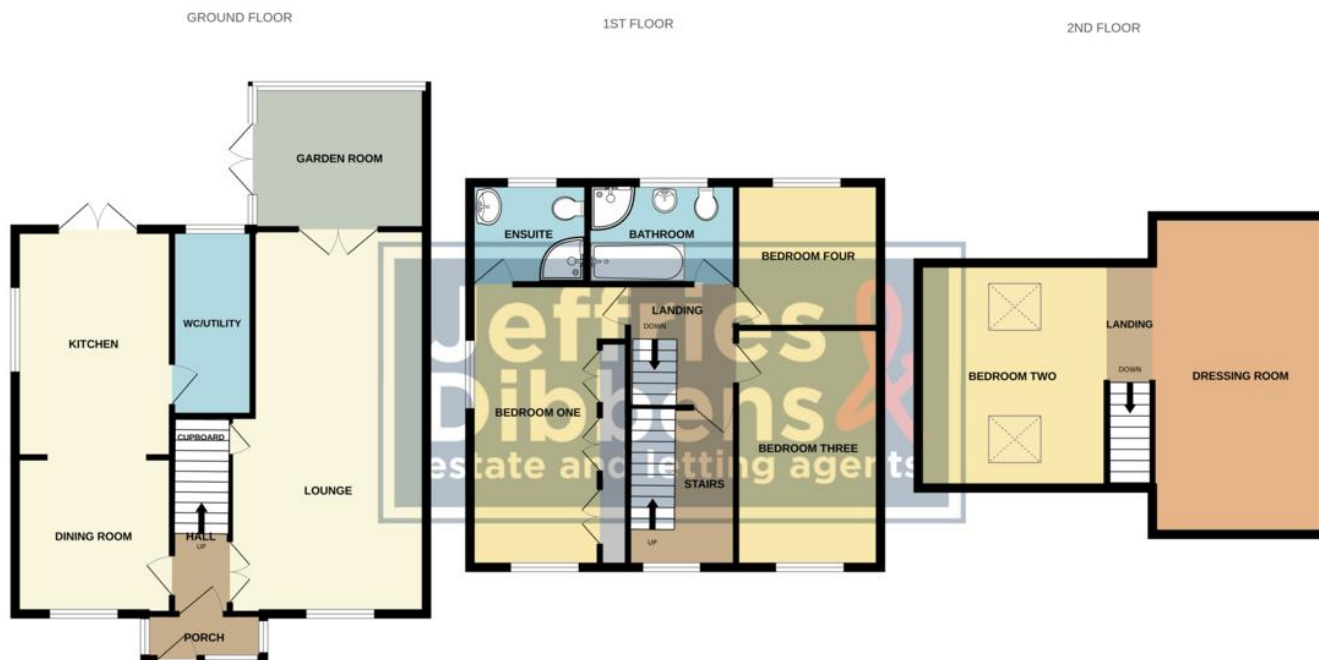 GROUND FLOOR
GARDEN ROOM
KITCHEN
WC/UTILITY
CUPBOARD
LOUNGE
DINING ROOM
HALL
UP
PORCH
1ST FLOOR
ENSUITE
BATHROOM
BEDROOM FOUR
LANDING
DOWN
BEDROOM ONE
BEDROOM THREE
STAIRS
UP
2ND FLOOR
LANDING
DOWN
BEDROOM TWO
DRESSING ROOM
Jeffries &
Dibbens
estate and letting agents